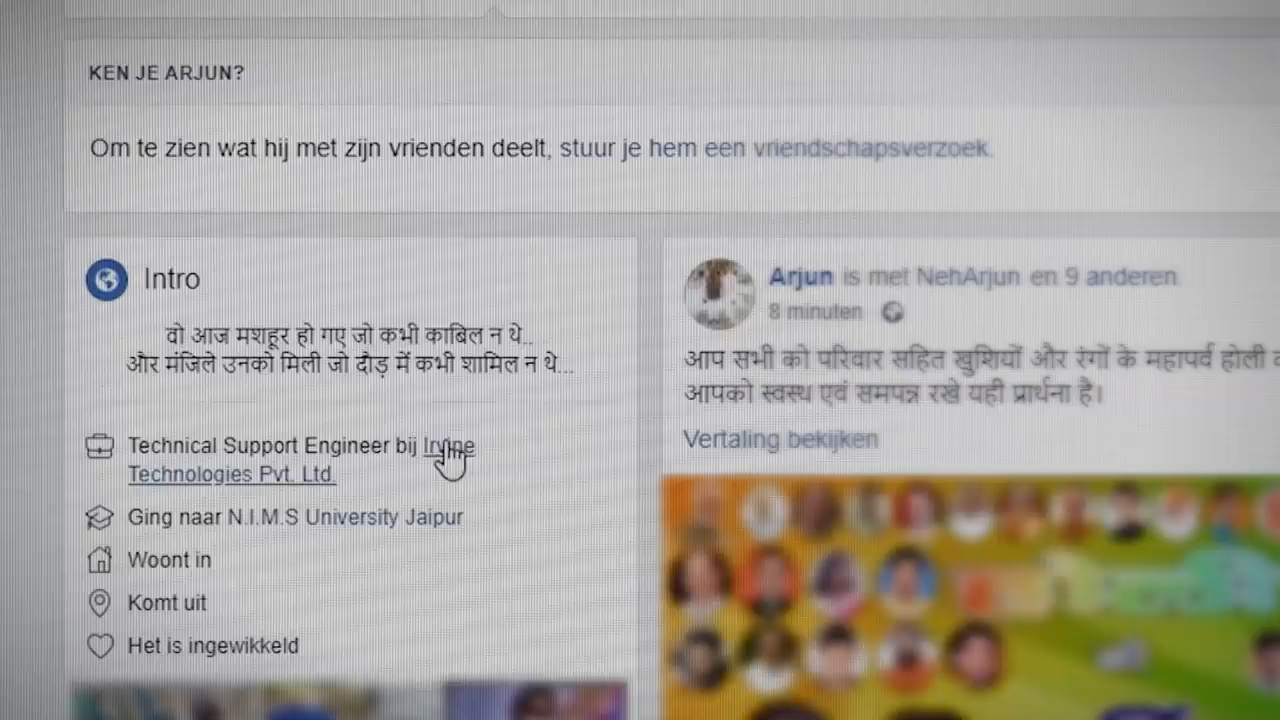 KEN JE ARJUN?
Om te zien wat hij met zijn vrienden deelt, stuur je hem een vriendschapsverzoek.
Intro
वो आज मशहूर हो गए जो कभी काबिल न थे..
और मंजिले उनको मिली जो दौड़ में कभी शामिल न थे...
Technical Support Engineer bij
Technologies Pvt. Ltd.
Ging naar N.I.M.S University Jaipur
Woont in
Komt uit
Het is ingewikkeld
Arjun is met NehArjun en 9 anderen.
8 minuten
आप सभी को परिवार सहित खुशियों और रंगों के महापर्व होली
आपको स्वस्थ एवं समपन्न रखे यही प्रार्थना है।
Vertaling bekijken